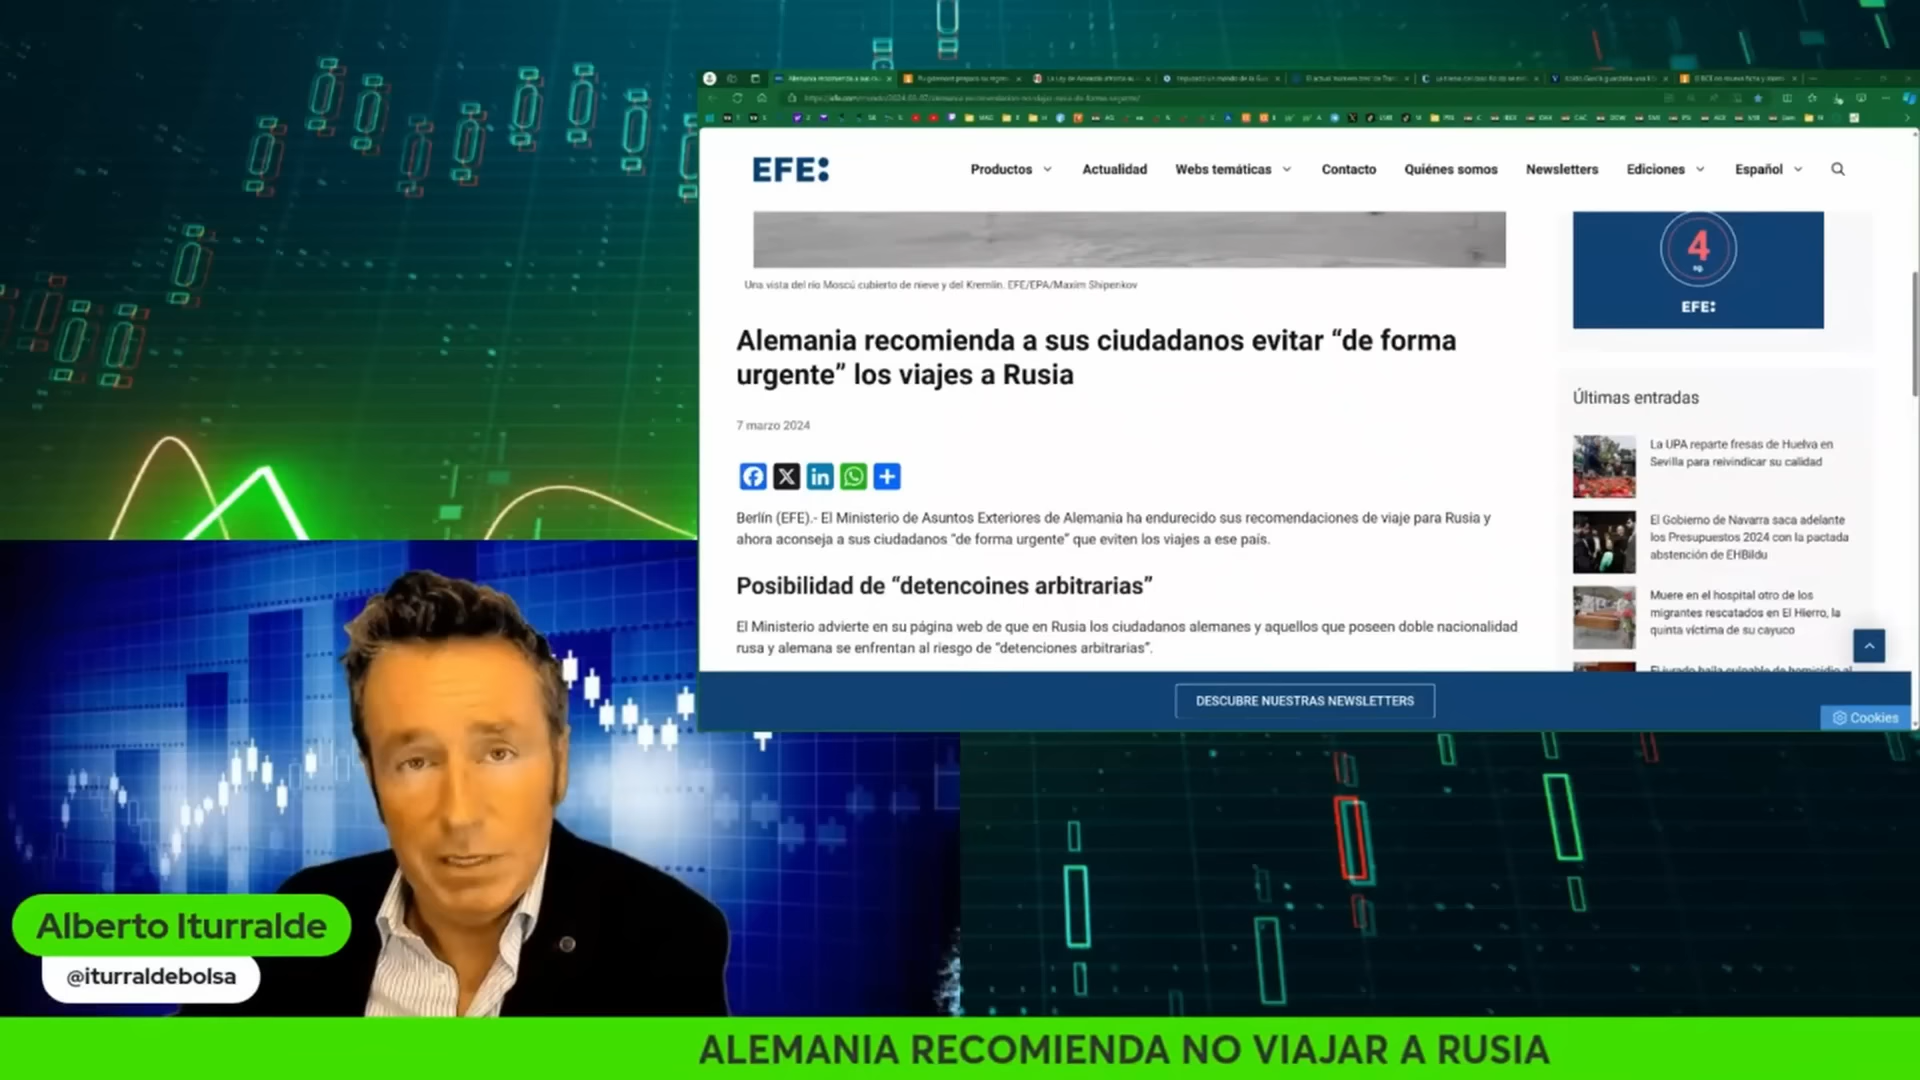 EFE:
Productos
Actualidad
Webs temáticas
Contacto
Quiénes somos
Newsletters
Ediciones
Español
Una vista del río Moscú cubierto de nieve y del Kremlin. EFE/EPA/Maxim Shipenkov
Alemania recomienda a sus ciudadanos evitar “de forma
urgente” los viajes a Rusia
7 marzo 2024
Berlín (EFE).- El Ministerio de Asuntos Exteriores de Alemania ha endurecido sus recomendaciones de viaje para Rusia y
ahora aconseja a sus ciudadanos “de forma urgente” que eviten los viajes a ese país.
Posibilidad de “detencoines arbitrarias”
El Ministerio advierte en su página web de que en Rusia los ciudadanos alemanes y aquellos que poseen doble nacionalidad
rusa y alemana se enfrentan al riesgo de “detenciones arbitrarias”.
4
EFE:
Últimas entradas
La UPA reparte fresas de Huelva en
Sevilla para reivindicar su calidad
El Gobierno de Navarra saca adelante
los Presupuestos 2024 con la pactada
abstención de EHBildu
Muere en el hospital otro de los
migrantes rescatados en El Hierro, la
quinta víctima de su cayuco
DESCUBRE NUESTRAS NEWSLETTERS
Cookies
Alberto Iturralde
@iturraldebolsa
ALEMANIA RECOMIENDA NO VIAJAR A RUSIA